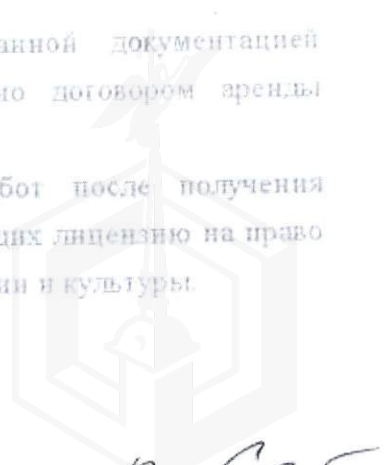 анной документацией
но договором аренды
бот после получения
щих лицензию на право
ии и культуры.